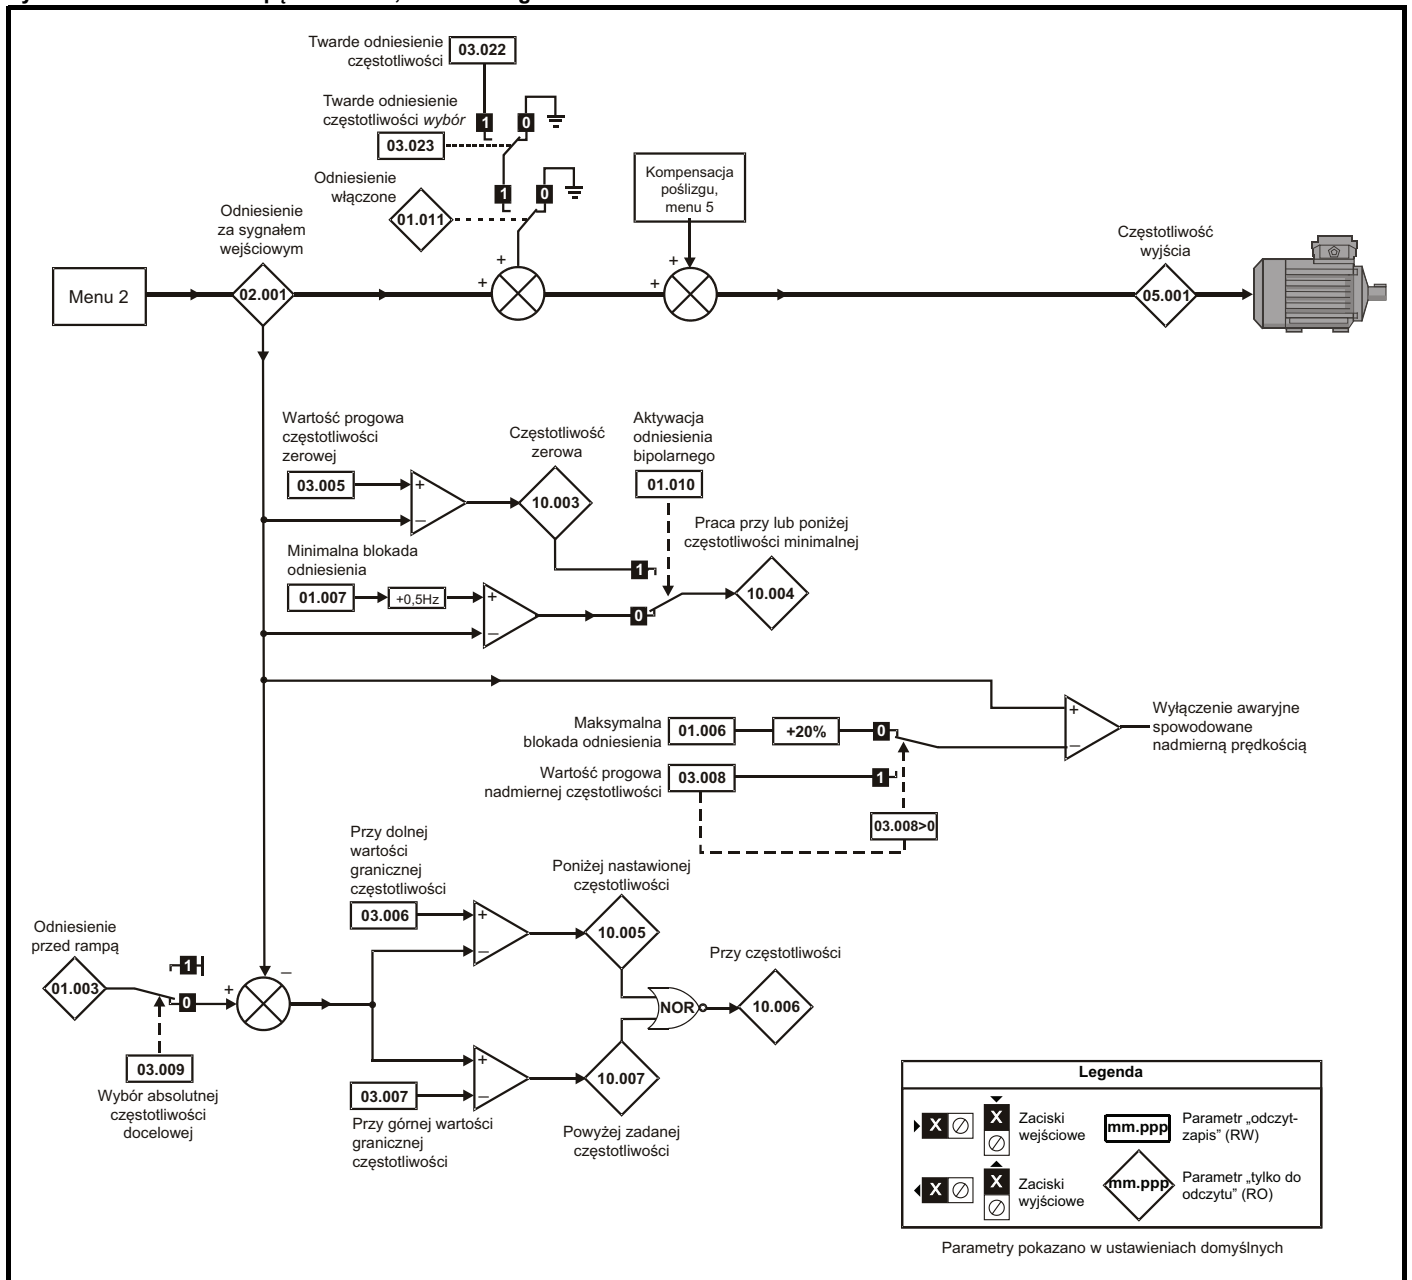 Twarde odniesienie
częstotliwości
03.022
Twarde odniesienie
częstotliwości wybór
1
0
03.023
Odniesienie
włączone
1
0
01.011
Kompensacja
poślizgu,
menu 5
Odniesienie
za sygnałem
wejściowym
Częstotliwość
wyjścia
+
+
+
+
Menu 2
02.001
05.001
Wartość progowa
częstotliwości
zerowej
Częstotliwość
zerowa
Aktywacja
odniesienia
bipolarnego
03.005
+
–
10.003
01.010
Praca przy lub poniżej
częstotliwości minimalnej
Minimalna blokada
odniesienia
1
01.007
+0,5Hz
+
–
0
10.004
Maksymalna
blokada odniesienia
01.006
+20%
0
+
–
Wyłączenie awaryjne
spowodowane
nadmierną prędkością
Wartość progowa
nadmiernej częstotliwości
03.008
1
03.008>0
Przy dolnej
wartości
granicznej
częstotliwości
Poniżej nastawionej
częstotliwości
03.006
+
–
10.005
Odniesienie
przed rampą
Przy częstotliwości
1
–
01.003
0
+
NOR
10.006
03.009
Wybór absolutnej
częstotliwości
docelowej
+
–
03.007
10.007
Przy górnej wartości
granicznej
częstotliwości
Powyżej zadanej
częstotliwości
Legenda
X
X
Zaciski
wejściowe
mm.ppp
Parametr „odczyt-
zapis” (RW)
X
X
Zaciski
wyjściowe
mm.ppp
Parametr „tylko do
odczytu” (RO)
Parametry pokazano w ustawieniach domyślnych